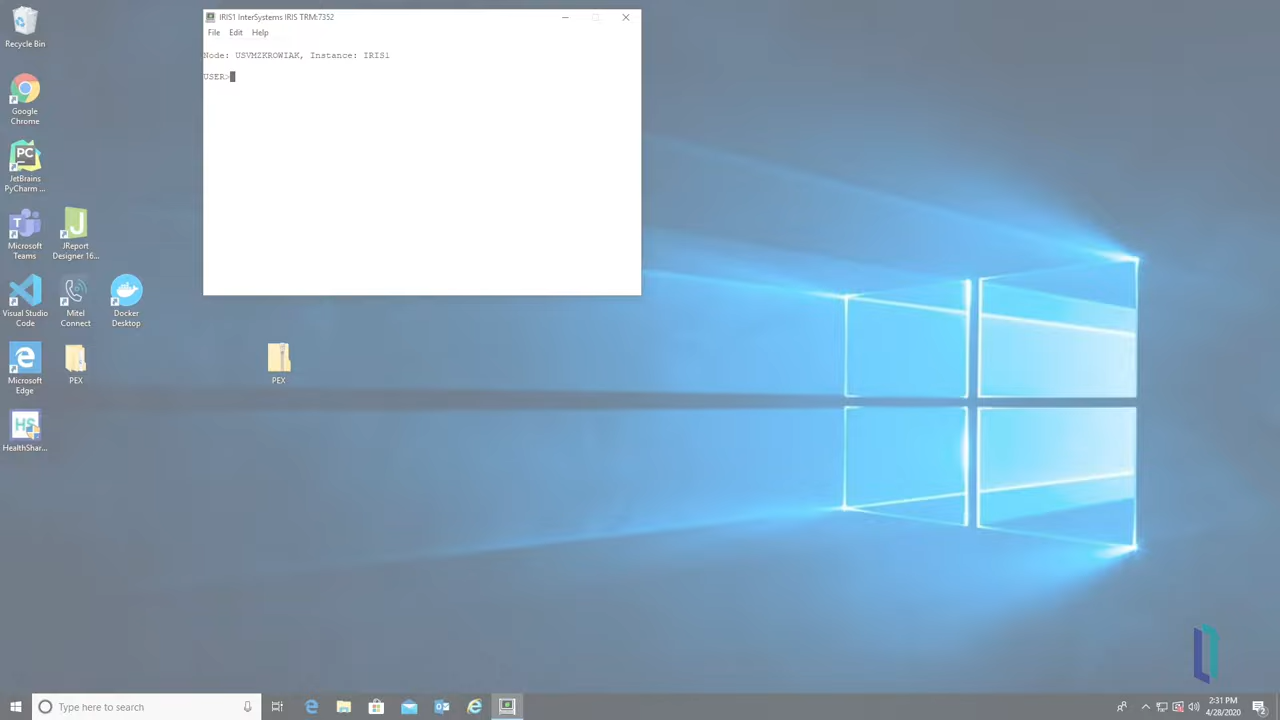 IRIS1 InterSystems IRIS TRM:7352
File Edit Help
Node: USVMZKROWIAK, Instance: IRIS1
USER>
Recycle Bin
Google
Chrome
JetBrains
PyCharm ...
Microsoft
Teams
JReport
Designer 16...
Visual Studio
Code
Mitel
Connect
Docker
Desktop
Microsoft
Edge
PEX
PEX
HealthShar...
Type here to search
2:31 PM
4/28/2020
2